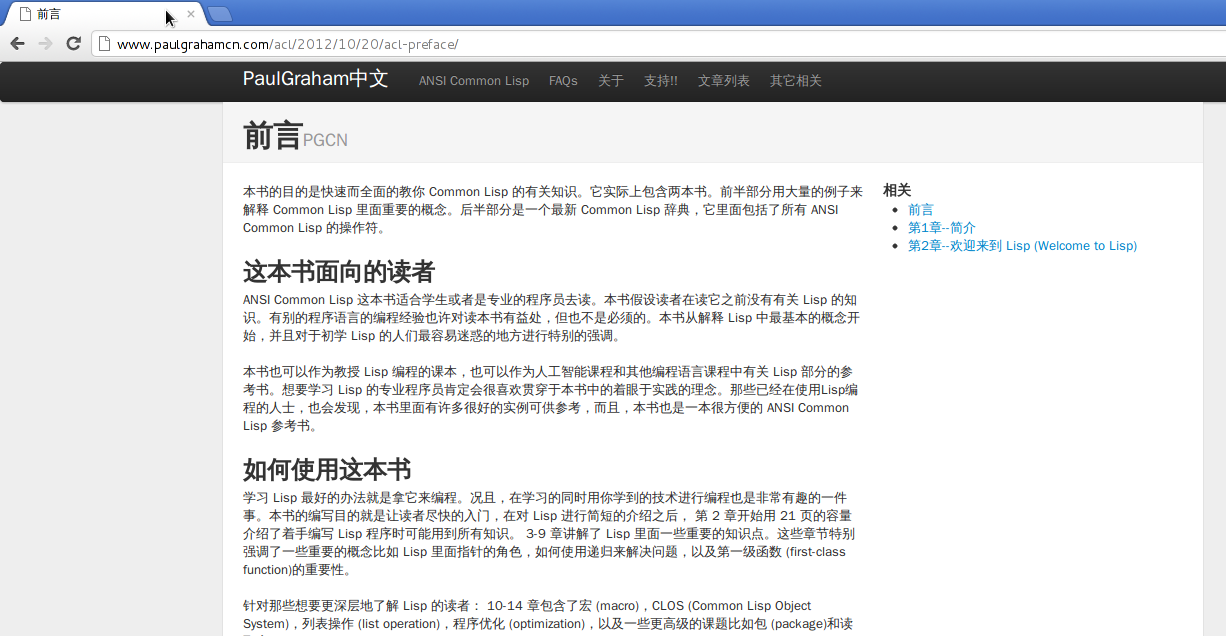 前言
www.paulgrahamcn.com/acl/2012/10/20/acl-preface/
PaulGraham中文 ANSI Common Lisp FAQs 关于 支持!! 文章列表 其它相关
前言PGCN
本书的目的是快速而全面的教你 Common Lisp 的有关知识。它实际上包含两本书。前半部分用大量的例子来
解释 Common Lisp 里面重要的概念。后半部分是一个最新 Common Lisp 辞典，它里面包括了所有 ANSI
Common Lisp 的操作符。
这本书面向的读者
ANSI Common Lisp 这本书适合学生或者是专业的程序员去读。本书假设读者在读它之前没有有关 Lisp 的知
识。有别的程序语言的编程经验也许对读本书有益处，但也不是必须的。本书从解释 Lisp 中最基本的概念开
始，并且对于初学 Lisp 的人们最容易迷惑的地方进行特别的强调。
本书也可以作为教授 Lisp 编程的课本，也可以作为人工智能课程和其他编程语言课程中有关 Lisp 部分的参
考书。想要学习 Lisp 的专业程序员肯定会很喜欢贯穿于本书中的着眼于实践的理念。那些已经在使用Lisp编
程的人士，也会发现，本书里面有许多很好的实例可供参考，而且，本书也是一本很方便的 ANSI Common
Lisp 参考书。
如何使用这本书
学习 Lisp 最好的办法就是拿它来编程。况且，在学习的同时用你学到的技术进行编程也是非常有趣的一件
事。本书的编写目的就是让读者尽快的入门，在对 Lisp 进行简短的介绍之后， 第 2 章开始用 21 页的容量
介绍了着手编写 Lisp 程序时可能用到所有知识。 3-9 章讲解了 Lisp 里面一些重要的知识点。这些章节特别
强调了一些重要的概念比如 Lisp 里面指针的角色，如何使用递归来解决问题，以及第一级函数 (first-class
function)的重要性。
针对那些想要更深层地了解 Lisp 的读者： 10-14 章包含了宏 (macro)，CLOS (Common Lisp Object
System)，列表操作 (list operation)，程序优化 (optimization)，以及一些更高级的课题比如包 (package)和读
相关
前言
第1章--简介
第2章--欢迎来到 Lisp (Welcome to Lisp)